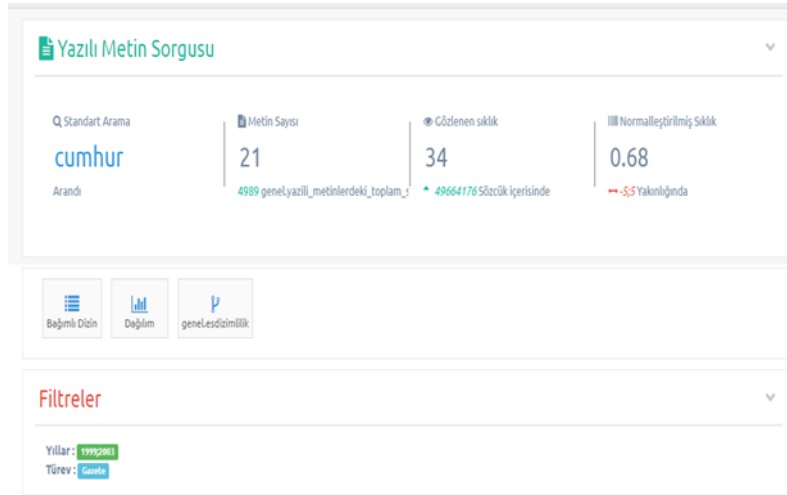 Yazılı Metin Sorgusu
Standart Arama
cumhur
Arandı
Metin Sayısı
21
4989 genel.yazili_metinlerdeki_toplam_s
Gözlenen sıklık
34
49664176 Sözcük içerisinde
Normalleştirilmiş Sıklık
0.68
-5;5 Yakınlığında
Bağımlı Dizin
Dağılım
genel.esdizimlilik
Filtreler
Yıllar : 1999;2003
Türev : Gazete